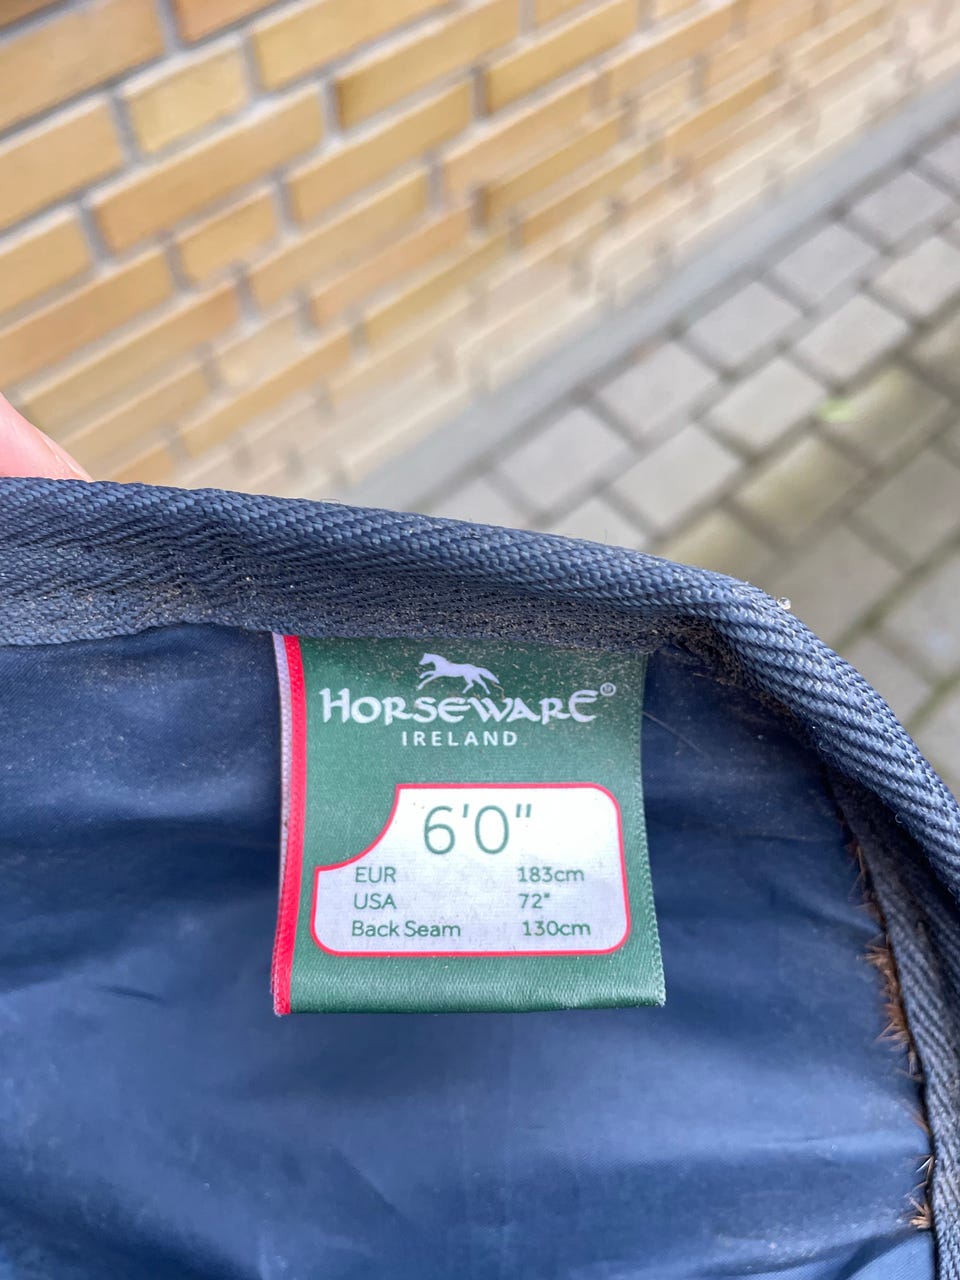 HORSEWARE®
IRELAND
6'0"
EUR 183cm
USA 72"
Back Seam 130cm